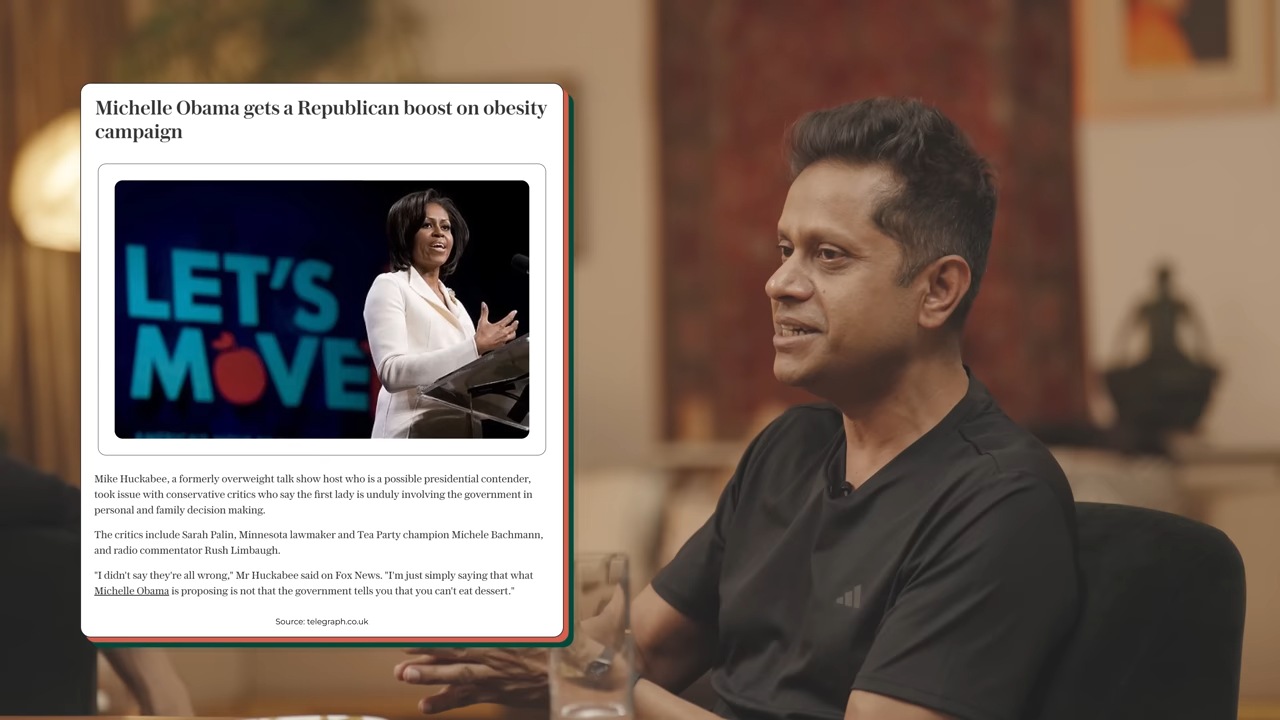 Michelle Obama gets a Republican boost on obesity
campaign
LET'S
MOVE
Mike Huckabee, a formerly overweight talk show host who is a possible presidential contender,
took issue with conservative critics who say the first lady is unduly involving the government in
personal and family decision making.
The critics include Sarah Palin, Minnesota lawmaker and Tea Party champion Michele Bachmann,
and radio commentator Rush Limbaugh.
"I didn't say they're all wrong," Mr Huckabee said on Fox News. "I'm just simply saying that what
Michelle Obama is proposing is not that the government tells you that you can't eat dessert."
Source: telegraph.co.uk